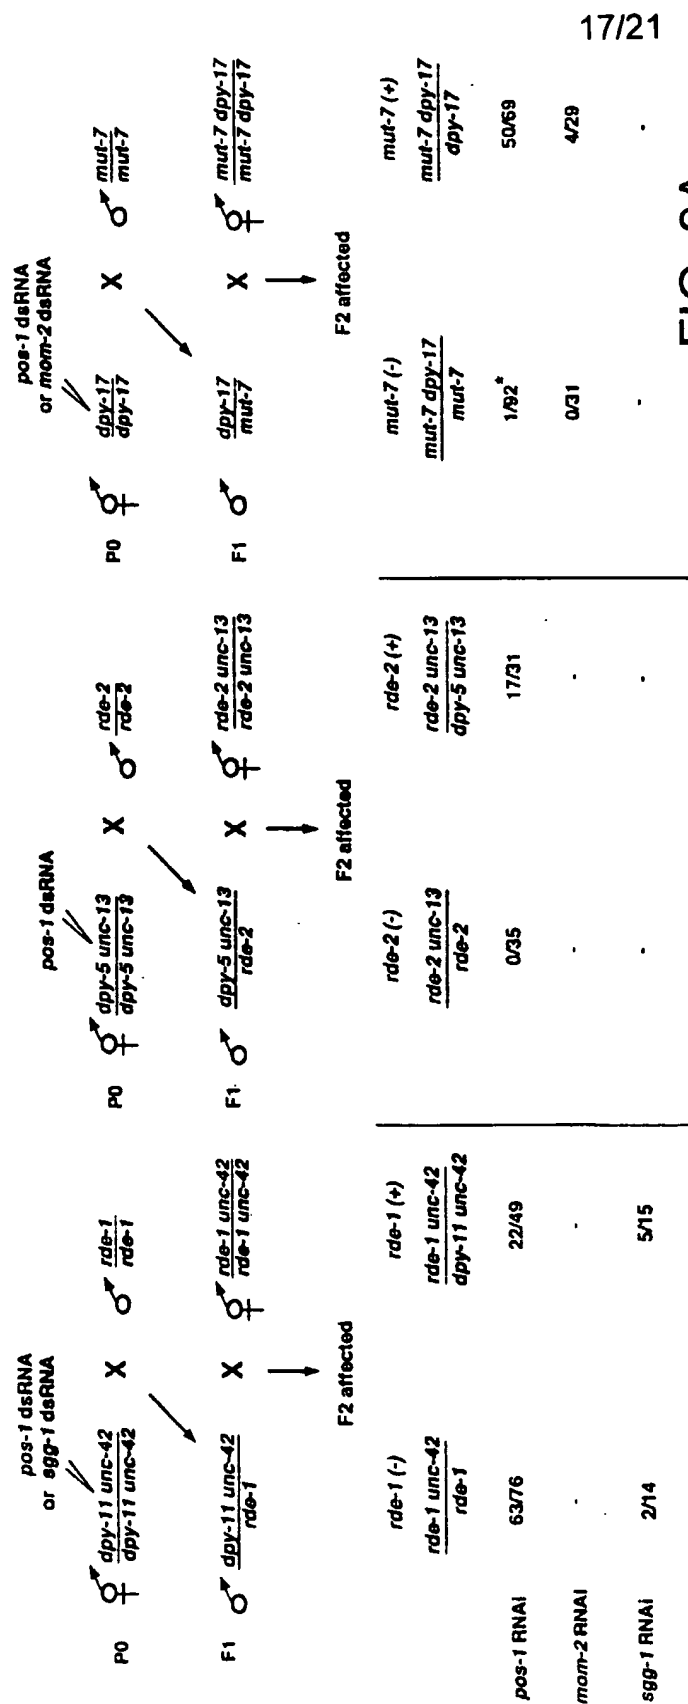 17/21
pos-1 dsRNA
or sgg-1 dsRNA
P0 dpy-11 unc-42 X rde-1
dpy-11 unc-42 rde-1
F1 dpy-11 unc-42 X rde-1 unc-42
rde-1 rde-1 unc-42
F2 affected
pos-1 dsRNA
P0 dpy-5 unc-13 X rde-2
dpy-5 unc-13 rde-2
F1 dpy-5 unc-13 X rde-2 unc-13
rde-2 rde-2 unc-13
F2 affected
pos-1 dsRNA
or mom-2 dsRNA
P0 dpy-17 X mut-7
dpy-17 mut-7
F1 dpy-17 X mut-7 dpy-17
mut-7 mut-7 dpy-17
F2 affected
rde-1 (-) rde-1 (+) rde-2 (-) rde-2 (+) mut-7 (-) mut-7 (+)
rde-1 unc-42 rde-1 unc-42 rde-2 unc-13 rde-2 unc-13 mut-7 dpy-17 mut-7 dpy-17
rde-1 dpy-11 unc-42 rde-2 dpy-5 unc-13 mut-7 dpy-17
pos-1 RNAi 63/76 22/49 0/35 17/31 1/92* 50/69
mom-2 RNAi - - - - 0/31 4/29
sgg-1 RNAi 2/14 5/15 - - - -